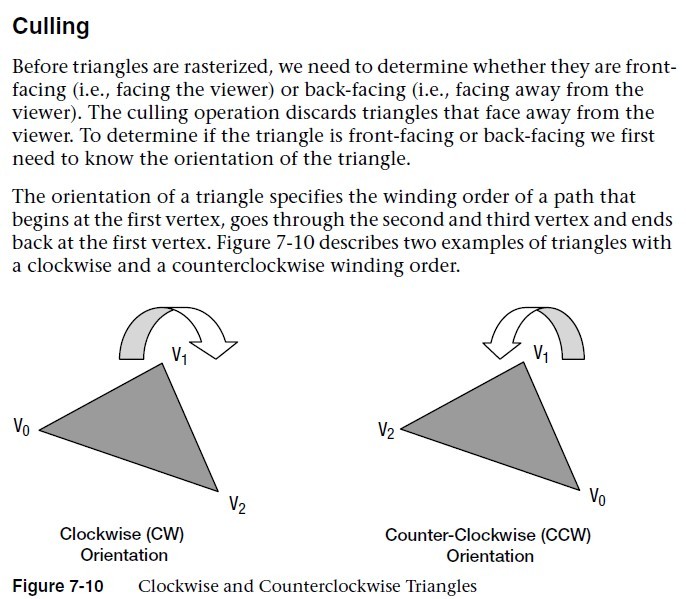 Culling
Before triangles are rasterized, we need to determine whether they are front-
facing (i.e., facing the viewer) or back-facing (i.e., facing away from the
viewer). The culling operation discards triangles that face away from the
viewer. To determine if the triangle is front-facing or back-facing we first
need to know the orientation of the triangle.
The orientation of a triangle specifies the winding order of a path that
begins at the first vertex, goes through the second and third vertex and ends
back at the first vertex. Figure 7-10 describes two examples of triangles with
a clockwise and a counterclockwise winding order.
V1
V0
V2
Clockwise (CW)
Orientation
V1
V2
V0
Counter-Clockwise (CCW)
Orientation
Figure 7-10 Clockwise and Counterclockwise Triangles